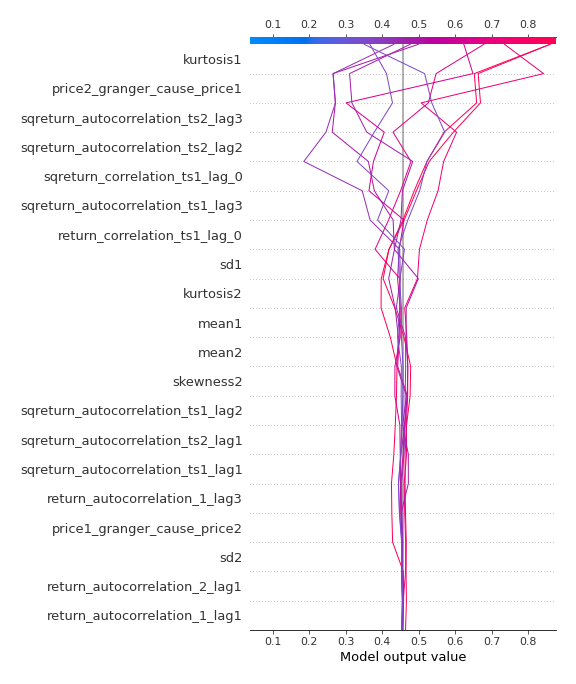 0.1 0.2 0.3 0.4 0.5 0.6 0.7 0.8
kurtosis1
price2_granger_cause_price1
sqreturn_autocorrelation_ts2_lag3
sqreturn_autocorrelation_ts2_lag2
sqreturn_correlation_ts1_lag_0
sqreturn_autocorrelation_ts1_lag3
return_correlation_ts1_lag_0
sd1
kurtosis2
mean1
mean2
skewness2
sqreturn_autocorrelation_ts1_lag2
sqreturn_autocorrelation_ts2_lag1
sqreturn_autocorrelation_ts1_lag1
return_autocorrelation_1_lag3
price1_granger_cause_price2
sd2
return_autocorrelation_2_lag1
return_autocorrelation_1_lag1
0.1 0.2 0.3 0.4 0.5 0.6 0.7 0.8
Model output value